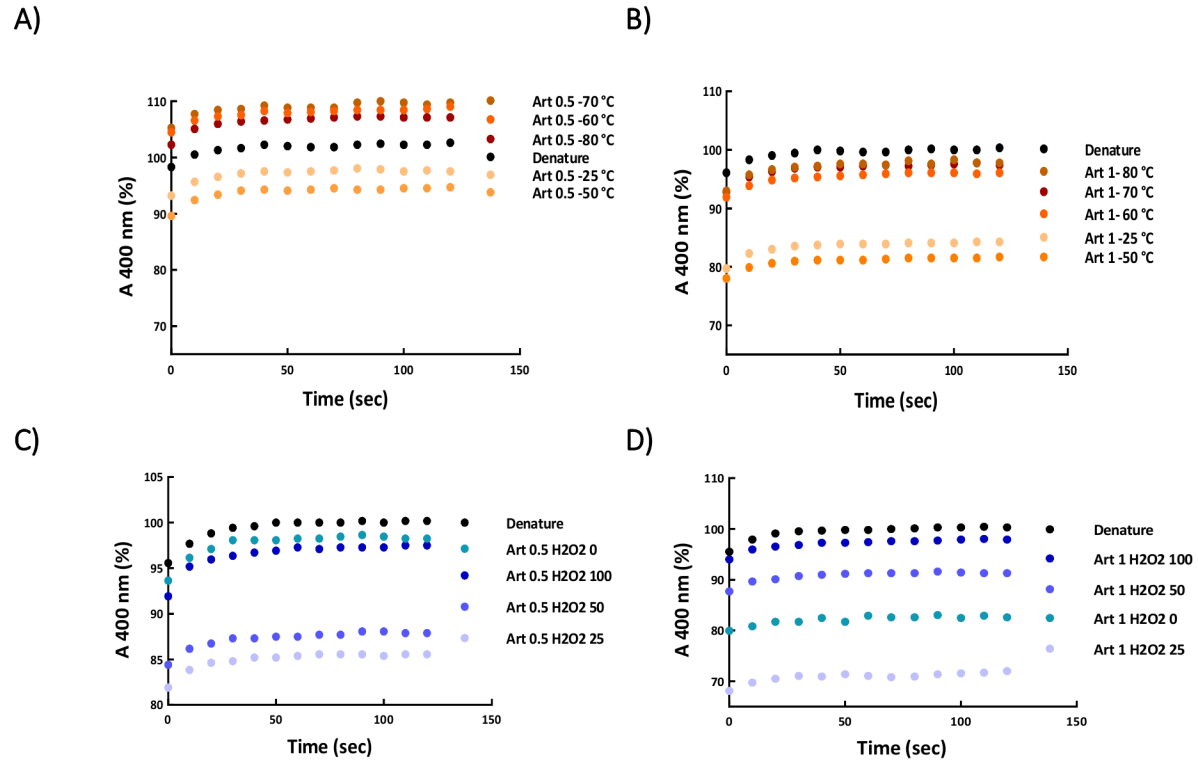 A)
A 400 nm (%)
110
100
90
80
70
0
50
100
150
Time (sec)
Art 0.5 -70 °C
Art 0.5 -60 °C
Art 0.5 -80 °C
Denature
Art 0.5 -25 °C
Art 0.5 -50 °C
B)
A 400 nm (%)
110
100
90
80
70
0
50
100
150
Time (sec)
Denature
Art 1- 80 °C
Art 1- 70 °C
Art 1- 60 °C
Art 1 -25 °C
Art 1 -50 °C
C)
A 400 nm (%)
105
100
95
90
85
80
0
50
100
150
Time (sec)
Denature
Art 0.5 H2O2 0
Art 0.5 H2O2 100
Art 0.5 H2O2 50
Art 0.5 H2O2 25
D)
A 400 nm (%)
110
100
90
80
70
0
50
100
150
Time (sec)
Denature
Art 1 H2O2 100
Art 1 H2O2 50
Art 1 H2O2 0
Art 1 H2O2 25